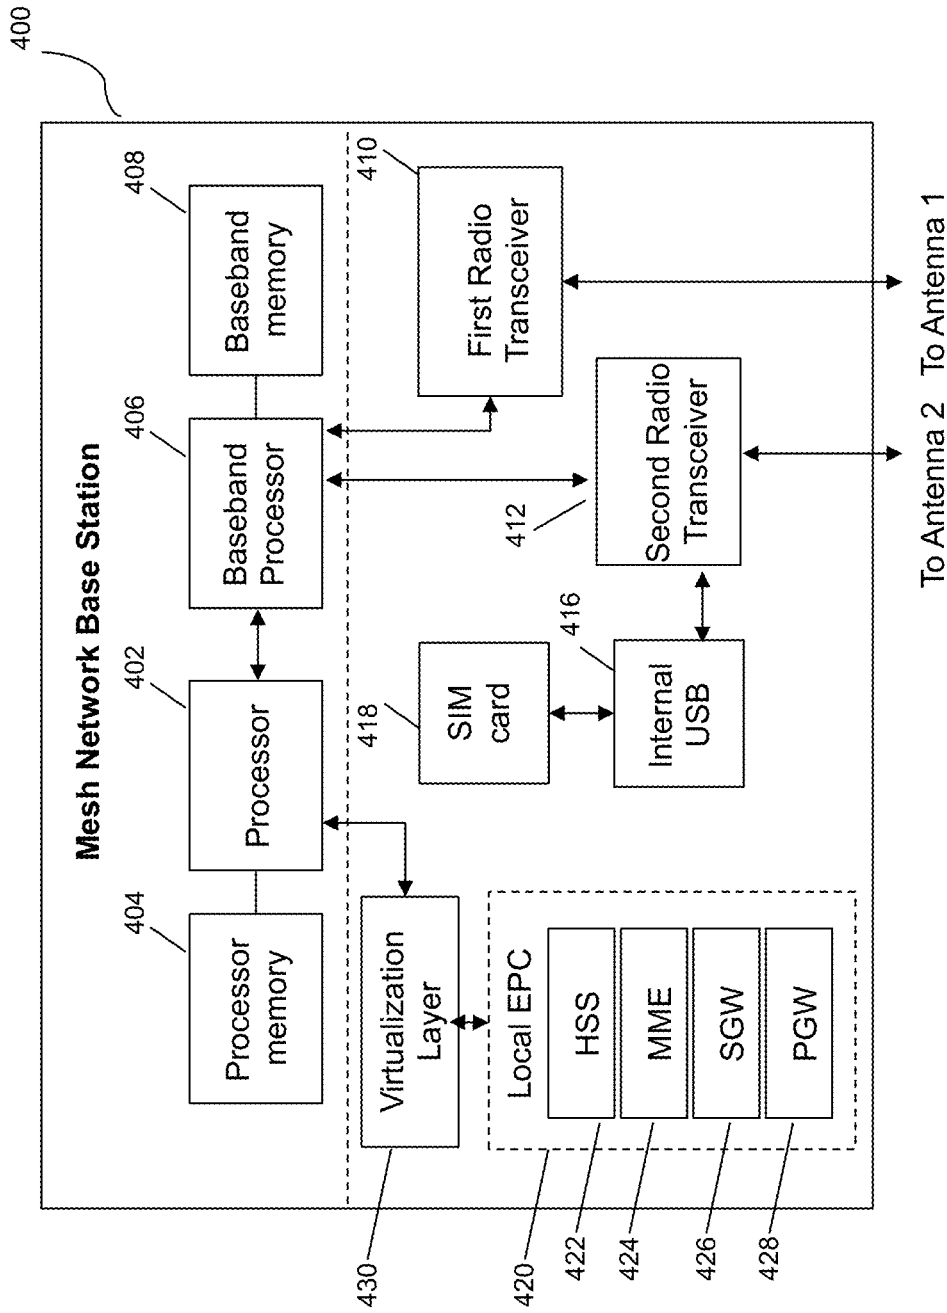 400
Mesh Network Base Station
404
402
406
408
Processor
memory
Processor
Baseband
Processor
Baseband
memory
430
Virtualization
Layer
418
SIM
card
410
First Radio
Transceiver
412
Second Radio
Transceiver
416
Internal
USB
420
Local EPC
422
HSS
424
MME
426
SGW
428
PGW
To Antenna 2
To Antenna 1